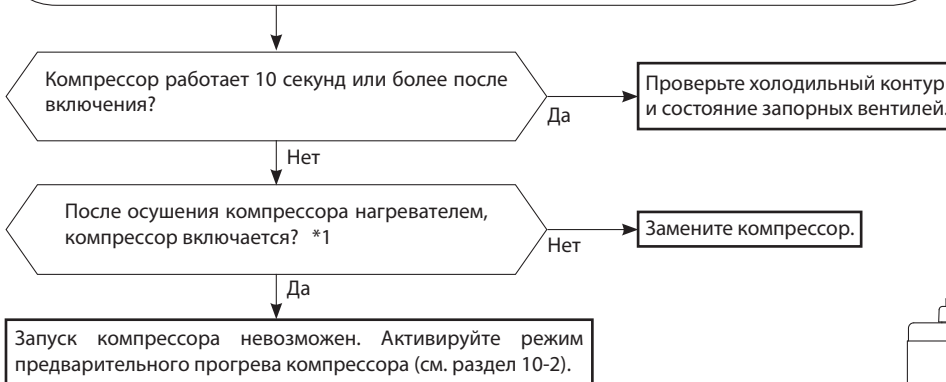 Компрессор работает 10 секунд или более после
включения?
Проверьте холодильный контур
и состояние запорных вентилей.
Да
Нет
После осушения компрессора нагревателем,
компрессор включается? *1
Замените компрессор.
Нет
Да
Запуск компрессора невозможен. Активируйте режим
предварительного прогрева компрессора (см. раздел 10-2).